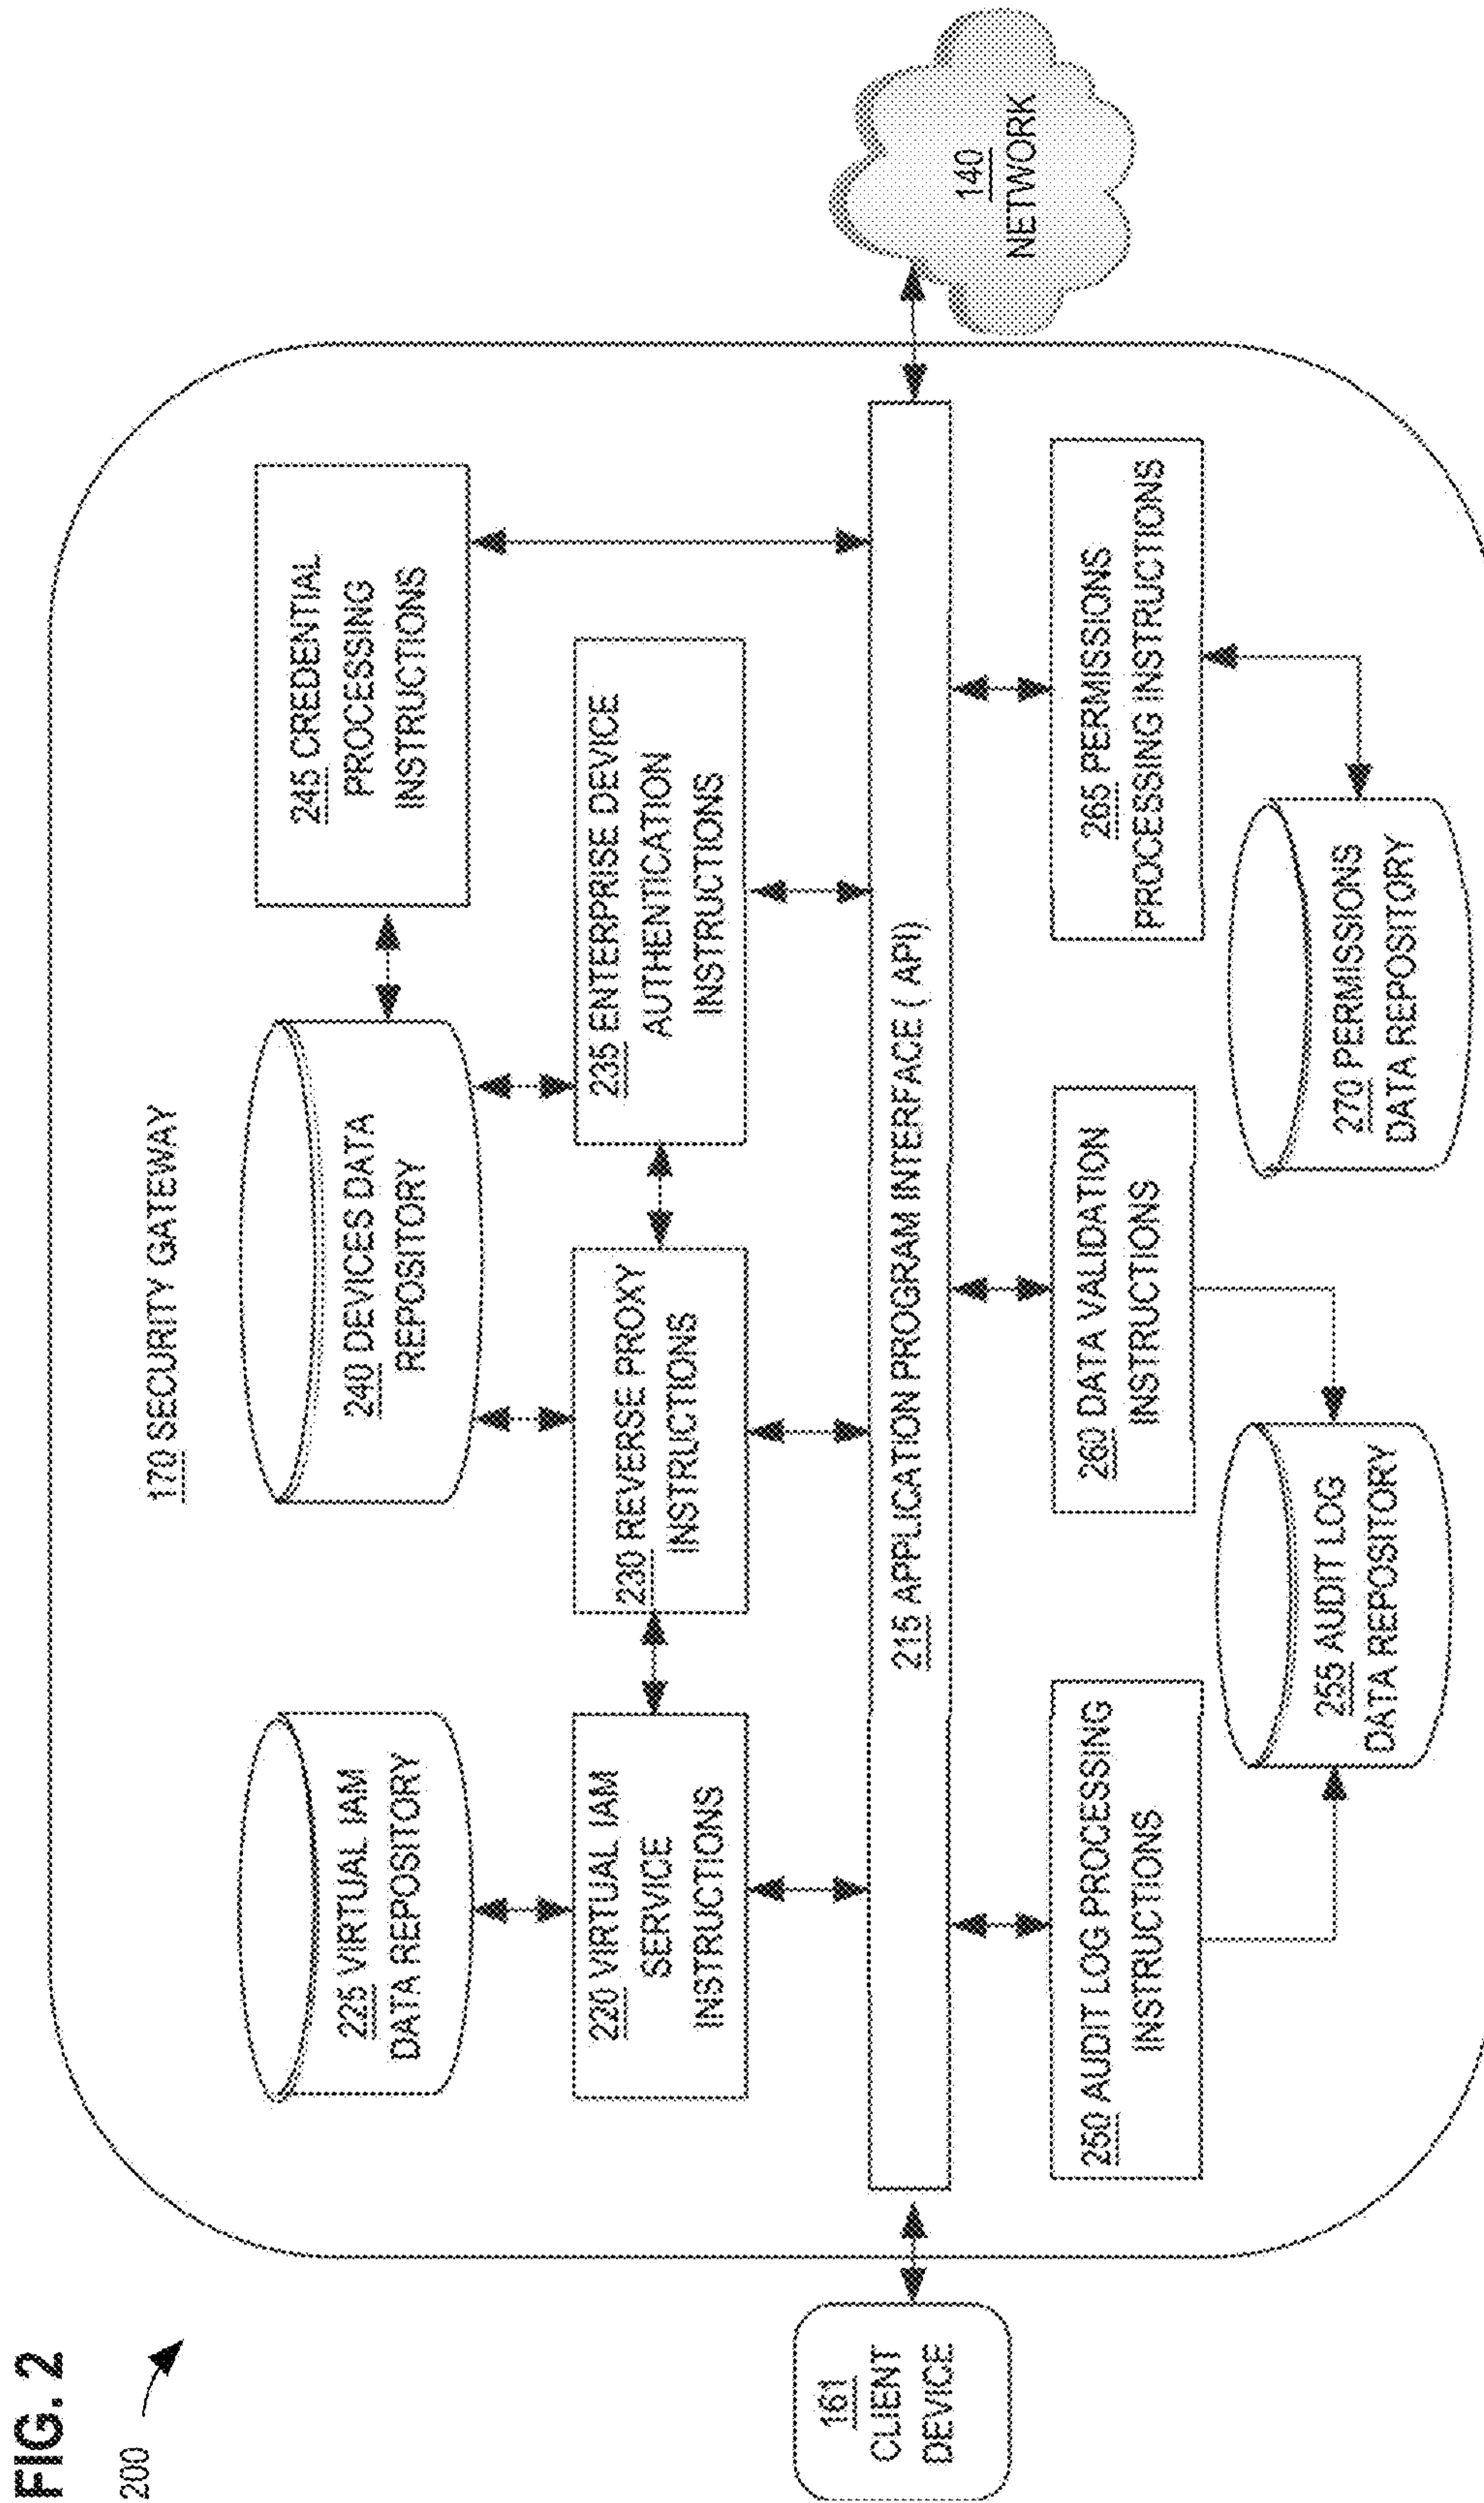 FIG. 2
200
170 SECURITY GATEWAY
225 VIRTUAL IAM
DATA REPOSITORY
240 DEVICES DATA
REPOSITORY
245 CREDENTIAL
PROCESSING
INSTRUCTIONS
220 VIRTUAL IAM
SERVICE
INSTRUCTIONS
230 REVERSE PROXY
INSTRUCTIONS
235 ENTERPRISE DEVICE
AUTHENTICATION
INSTRUCTIONS
161
CLIENT
DEVICE
215 APPLICATION PROGRAM INTERFACE ( API)
140
NETWORK
250 AUDIT LOG PROCESSING
INSTRUCTIONS
260 DATA VALIDATION
INSTRUCTIONS
265 PERMISSIONS
PROCESSING INSTRUCTIONS
255 AUDIT LOG
DATA REPOSITORY
270 PERMISSIONS
DATA REPOSITORY